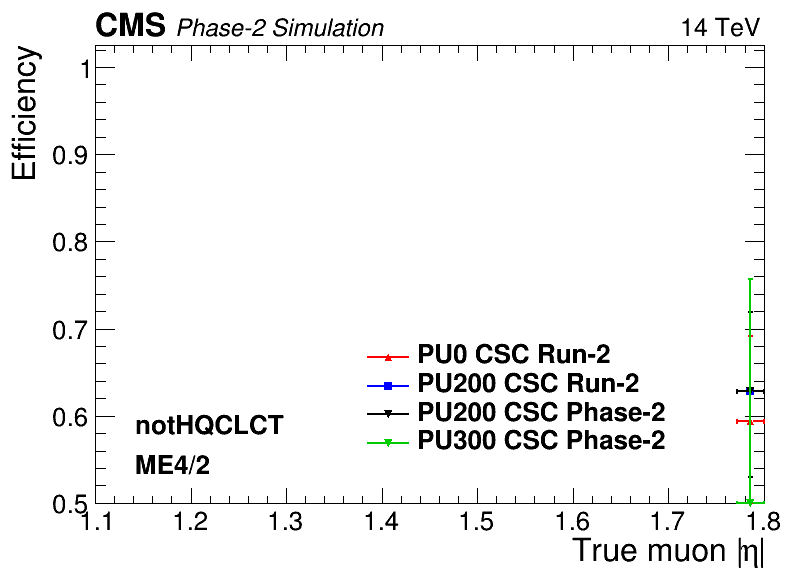 CMS Phase-2 Simulation 14 TeV
Efficiency
1
0.9
0.8
0.7
0.6
0.5
PU0 CSC Run-2
PU200 CSC Run-2
PU200 CSC Phase-2
PU300 CSC Phase-2
notHQCLCT
ME4/2
1.1 1.2 1.3 1.4 1.5 1.6 1.7 1.8
True muon |η|